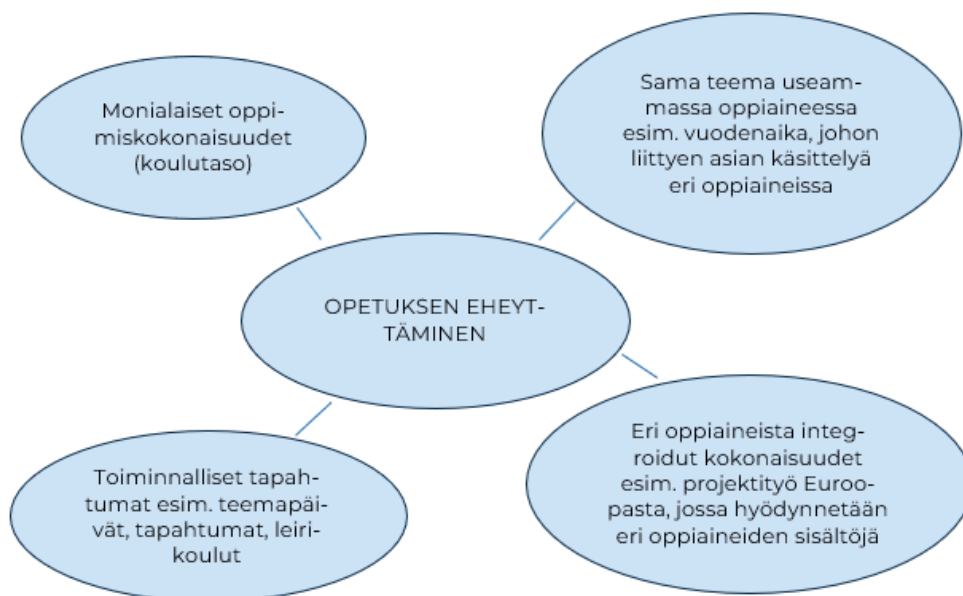 Monialaiset oppi-
miskokonaisuudet
(koulutaso)
Sama teema useam-
massa oppiaineessa
esim. vuodenaika, johon
liittyen asian käsittelyä
eri oppiaineissa
OPETUKSEN EHEYT-
TÄMINEN
Toiminnalliset tapah-
tumat esim. teemapäi-
vät, tapahtumat, leiri-
koulut
Eri oppiaineista integ-
roidut kokonaisuudet
esim. projektityö Euroo-
pasta, jossa hyödynnetään
eri oppiaineiden sisältöjä